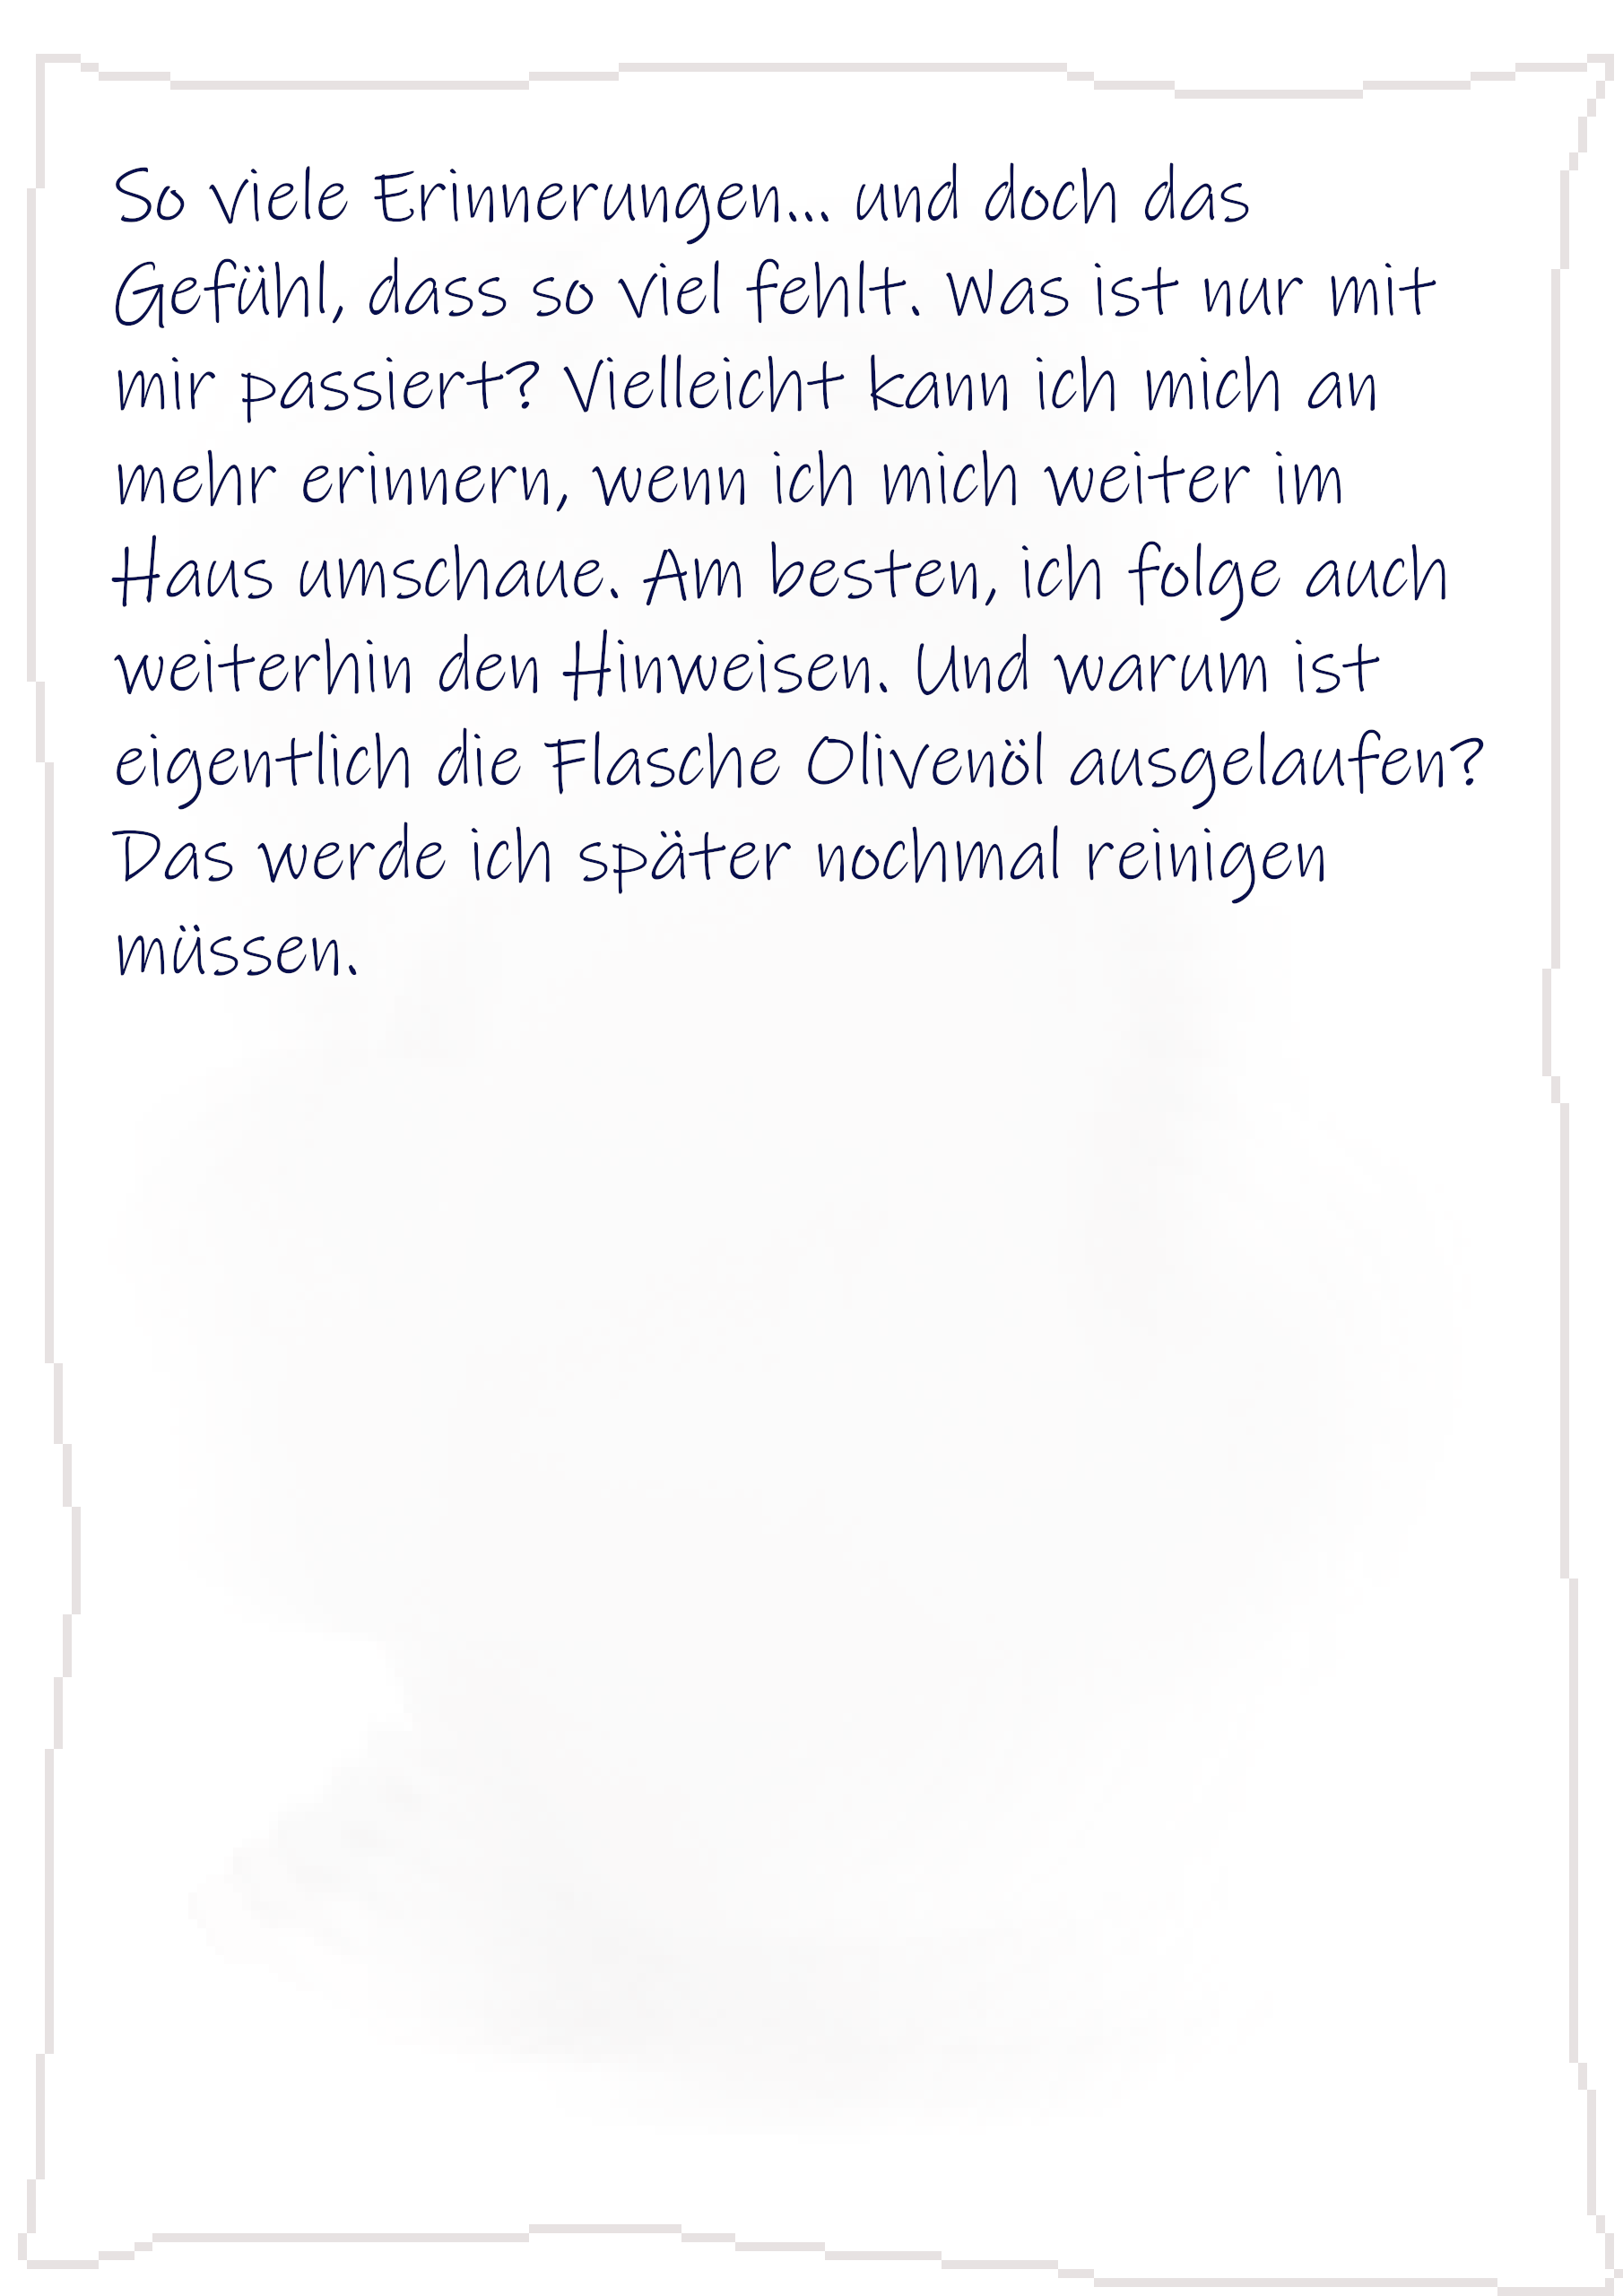 So viele Erinnerungen... und doch das
Gefühl, dass so viel fehlt. Was ist nur mit
mir passiert? Vielleicht kann ich mich an
mehr erinnern, wenn ich mich weiter im
Haus umschaue. Am besten, ich folge auch
weiterhin den Hinweisen. Und warum ist
eigentlich die Flasche Olivenöl ausgelaufen?
Das werde ich später nochmal reinigen
müssen.